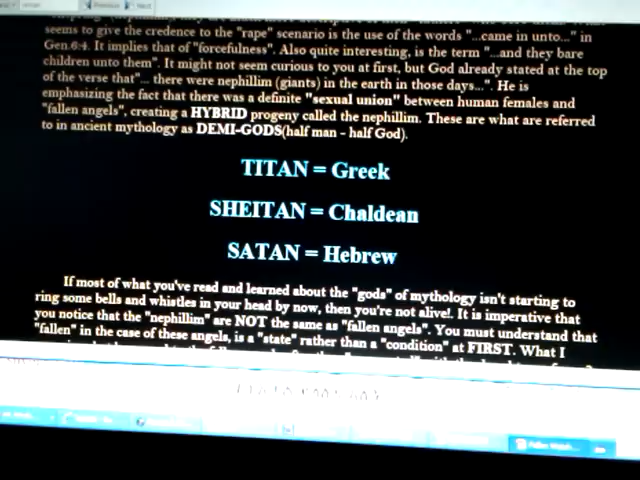 seems to give the credence to the "rape" scenario is the use of the words "...came in unto..." in
Gen.6:4. It implies that of "forcefulness". Also quite interesting, is the term "...and they bare
children unto them". It might not seem curious to you at first, but God already stated at the top
of the verse that"... there were nephillim (giants) in the earth in those days...". He is
emphasizing the fact that there was a definite "sexual union" between human females and
"fallen angels", creating a HYBRID progeny called the nephillim. These are what are referred
to in ancient mythology as DEMI-GODS(half man - half God).
TITAN = Greek
SHEITAN = Chaldean
SATAN = Hebrew
If most of what you've read and learned about the "gods" of mythology isn't starting to
ring some bells and whistles in your head by now, then you're not alive!. It is imperative that
you notice that the "nephillim" are NOT the same as "fallen angels". You must understand that
"fallen" in the case of these angels, is a "state" rather than a "condition" at FIRST. What I